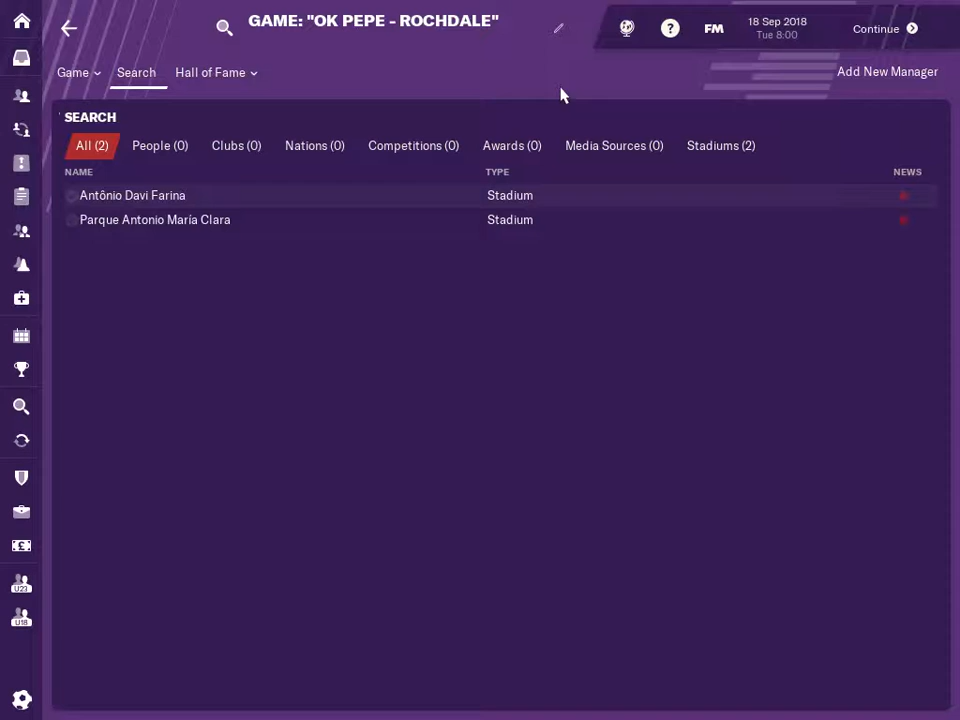 GAME: "OK PEPE - ROCHDALE"
? FM 18 Sep 2018 Continue
Tue 8:00
Game Search Hall of Fame Add New Manager
SEARCH
All (2) People (0) Clubs (0) Nations (0) Competitions (0) Awards (0) Media Sources (0) Stadiums (2)
NAME TYPE NEWS
Antônio Davi Farina Stadium
Parque Antonio María Clara Stadium
£
U23
U18